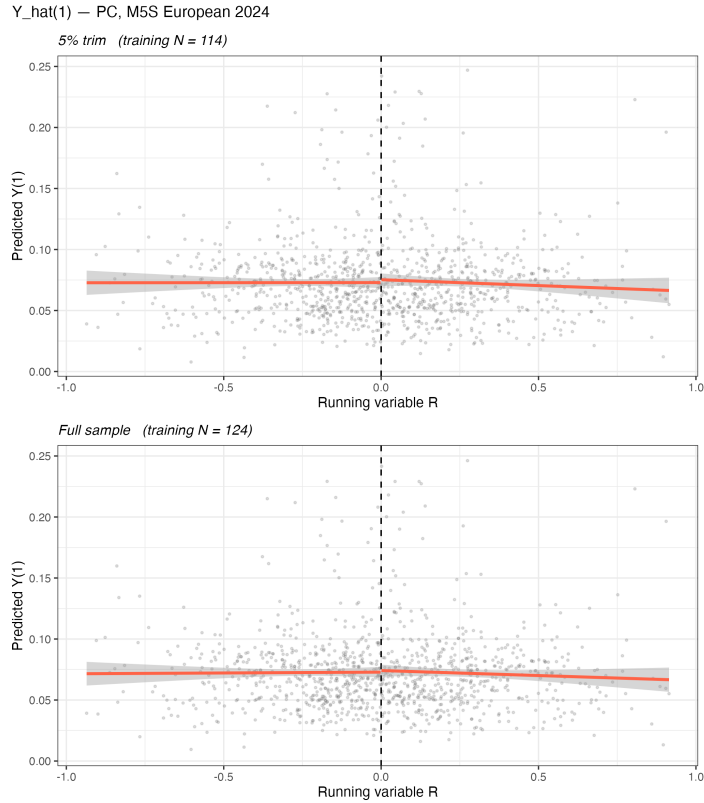 Y_hat(1) — PC, M5S European 2024
5% trim (training N = 114)
0.25
0.20
0.15
0.10
0.05
0.00
Predicted Y(1)
-1.0 -0.5 0.0 0.5 1.0
Running variable R
Full sample (training N = 124)
0.25
0.20
0.15
0.10
0.05
0.00
Predicted Y(1)
-1.0 -0.5 0.0 0.5 1.0
Running variable R